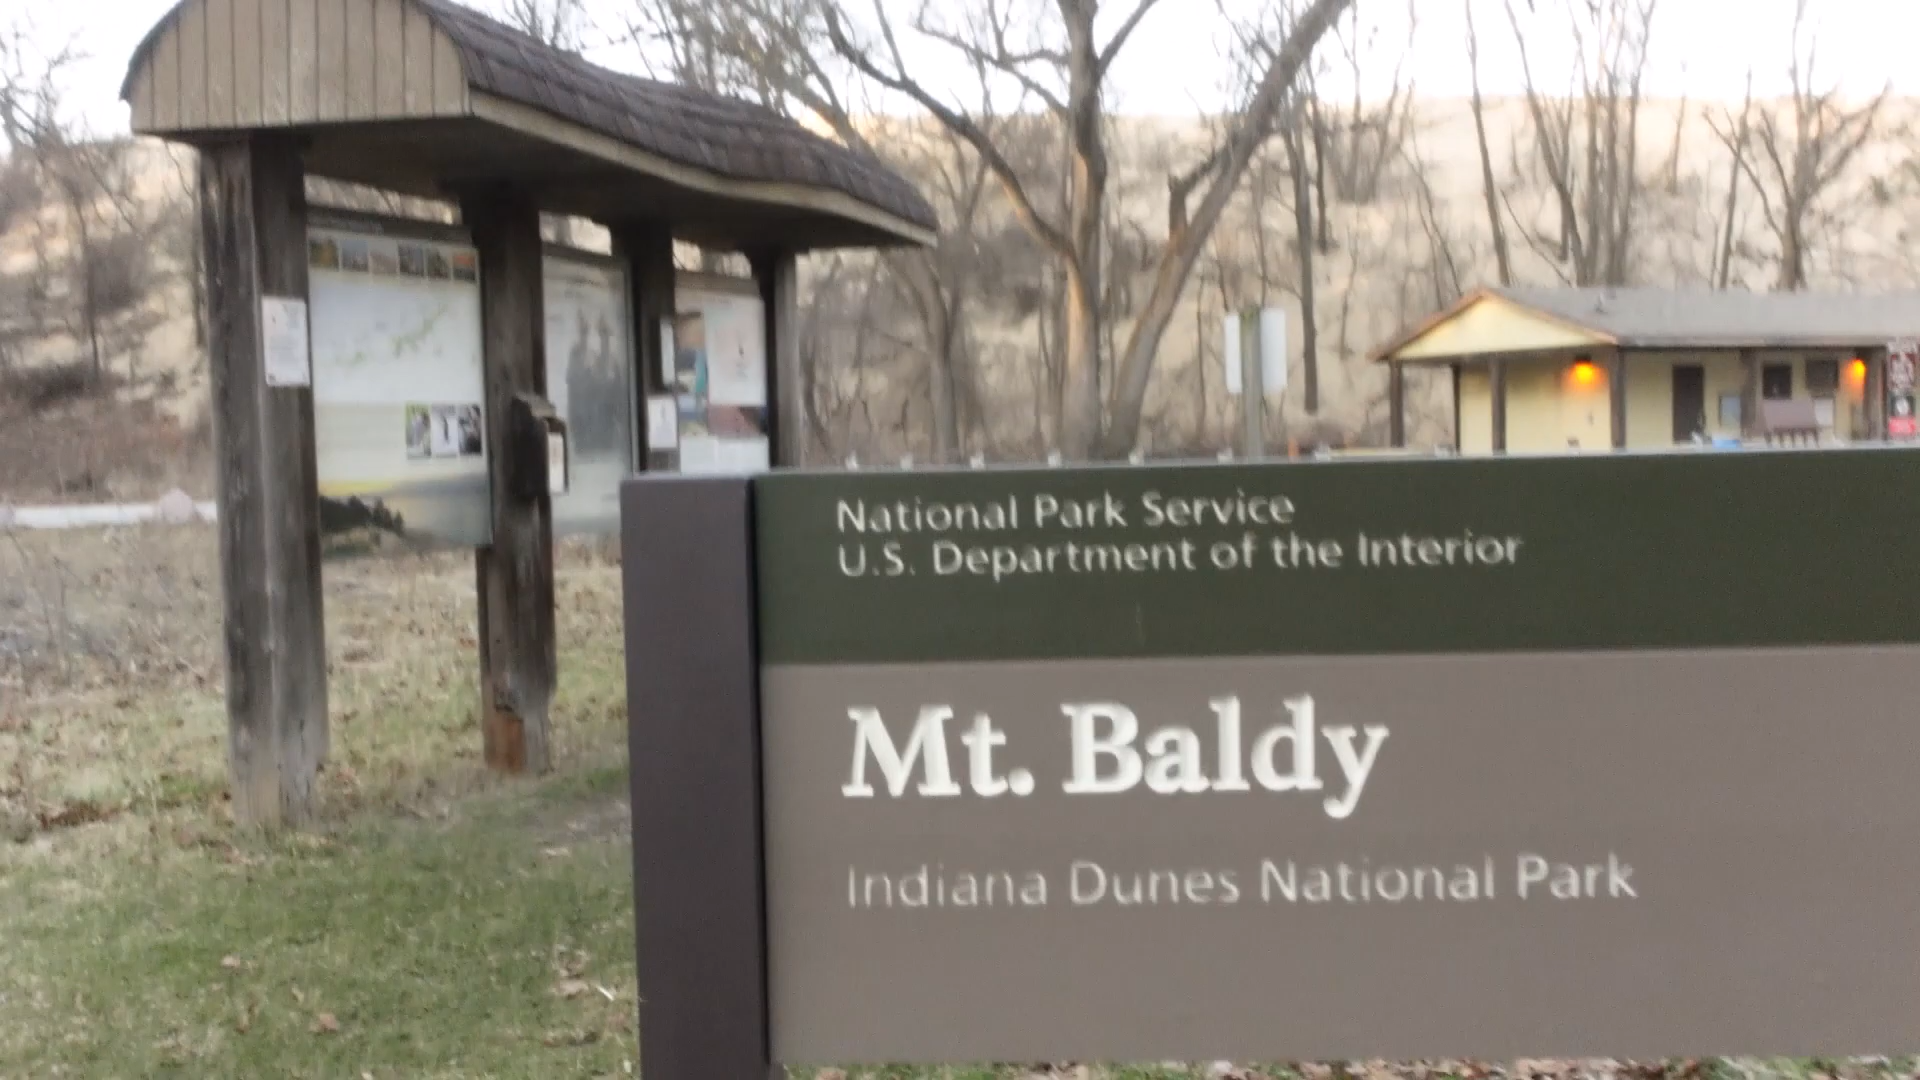 National Park Service
U.S. Department of the Interior
Mt. Baldy
Indiana Dunes National Park